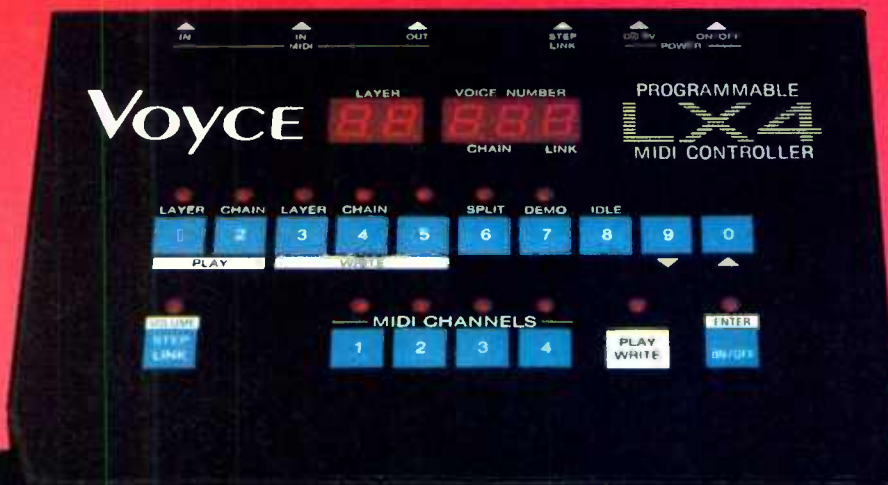 IN IN OUT STEP ON/OFF
MIDI LINK POWER
LAYER VOICE NUMBER PROGRAMMABLE
VOYCE 88 888 LX4
CHAIN LINK MIDI CONTROLLER
LAYER CHAIN LAYER CHAIN SPLIT DEMO IDLE
1 2 3 4 5 6 7 8 9 0
PLAY WRITE
VOLUME MIDI CHANNELS ENTER
STEP LINK 1 2 3 4 PLAY WRITE ON/OFF